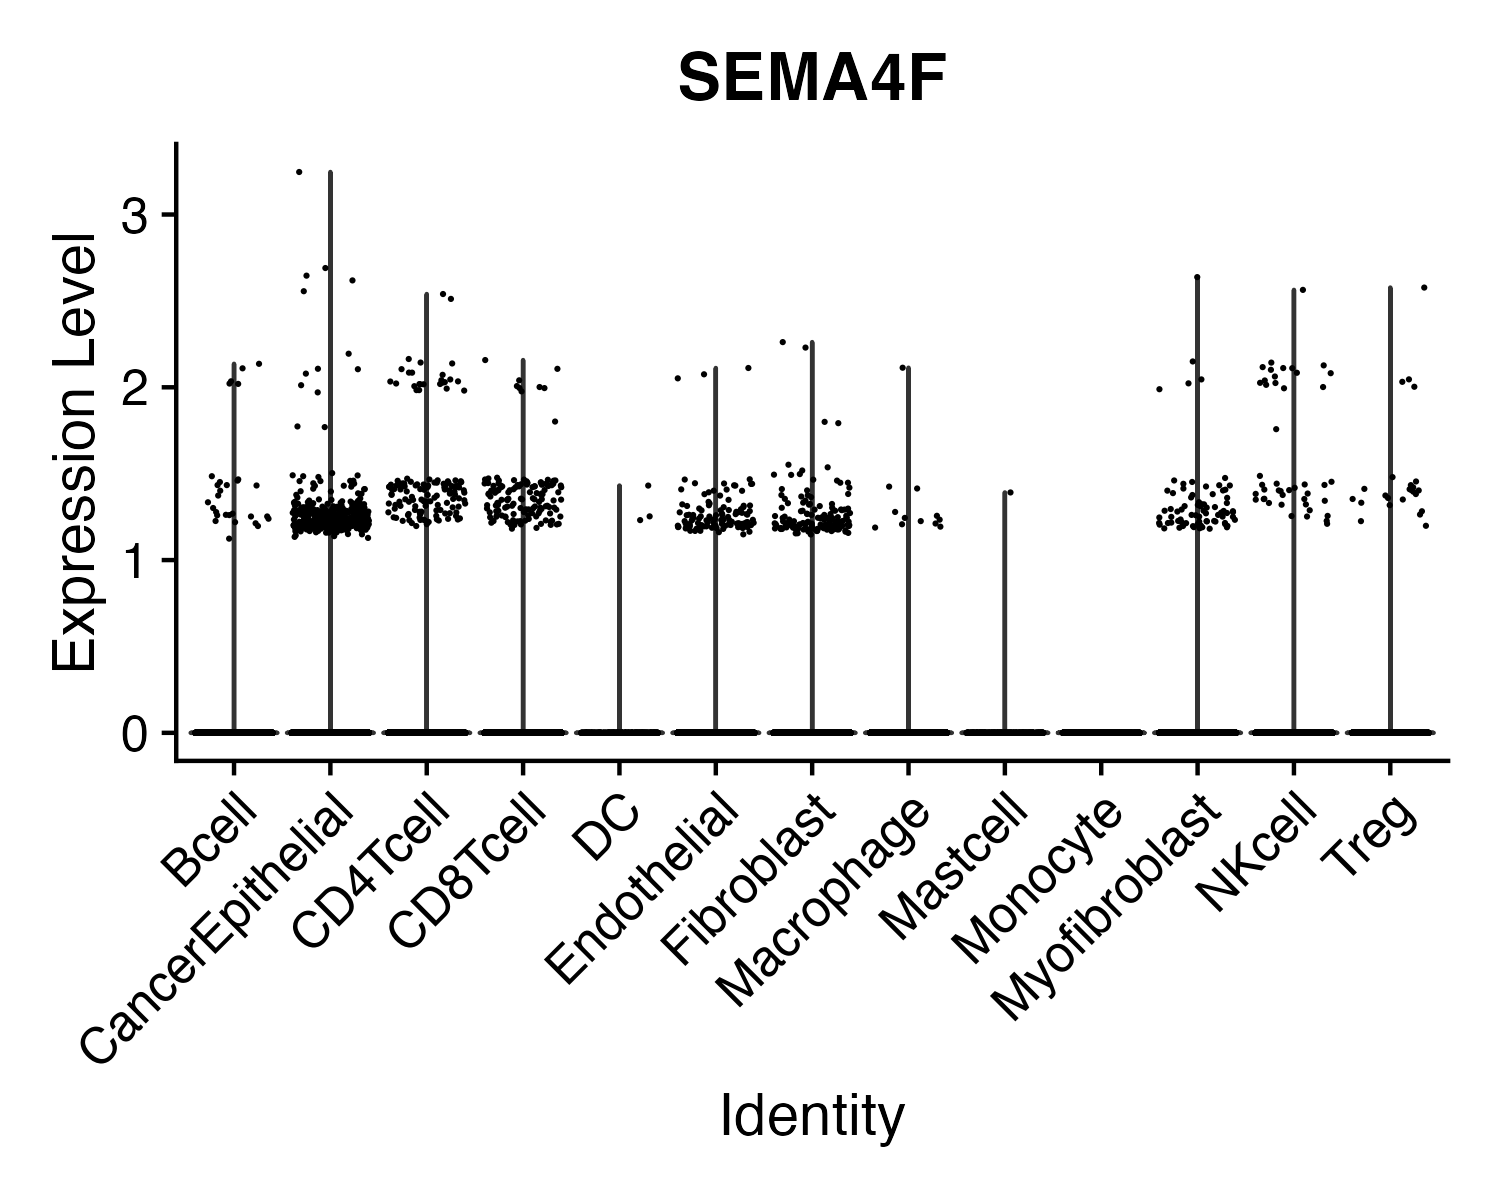 SEMA4F
Expression Level
3
2
1
0
Bcell
CancerEpithelial
CD4Tcell
CD8Tcell
DC
Endothelial
Fibroblast
Macrophage
Mastcell
Monocyte
Myofibroblast
NKcell
Treg
Identity